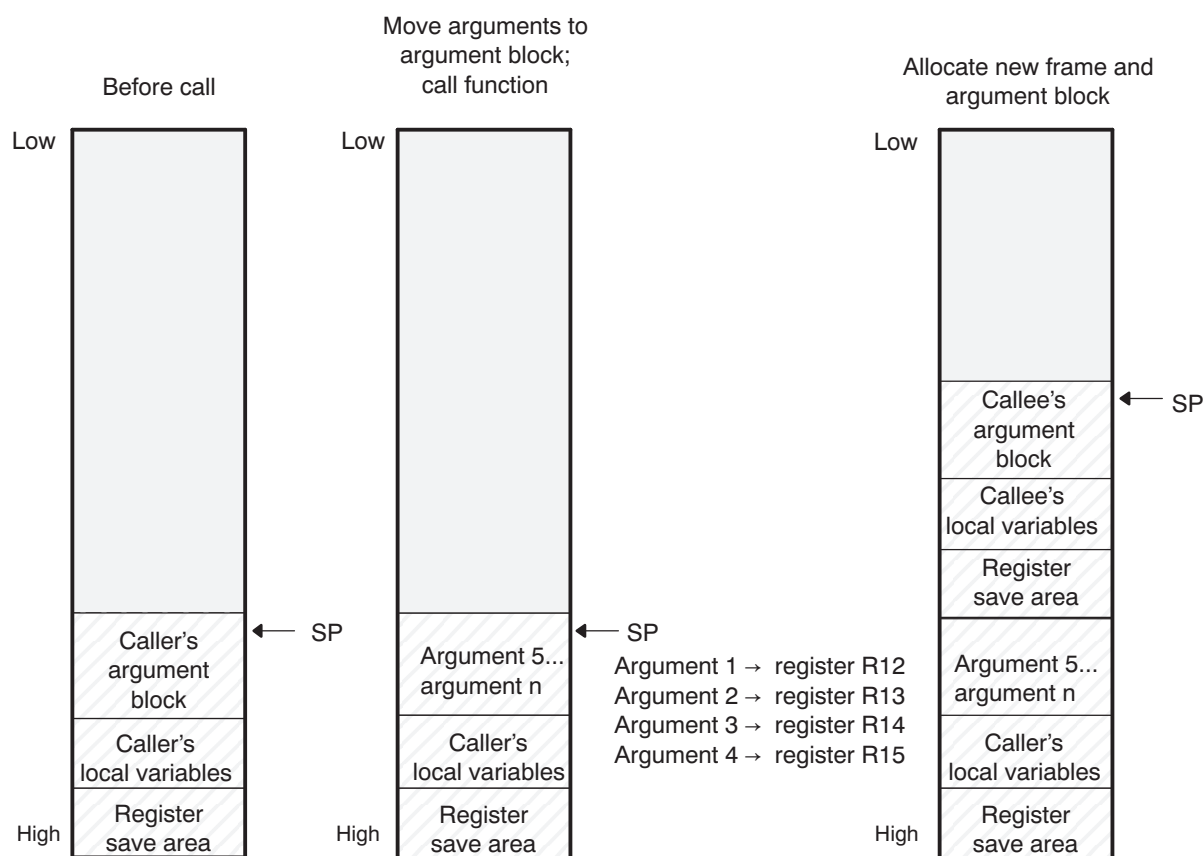 Before call
Low
SP
Caller's
argument
block
Caller's
local variables
Register
save area
High
Move arguments to
argument block;
call function
Low
SP
Argument 5...
argument n
Caller's
local variables
Register
save area
High
Argument 1 → register R12
Argument 2 → register R13
Argument 3 → register R14
Argument 4 → register R15
Allocate new frame and
argument block
Low
SP
Callee's
argument
block
Callee's
local variables
Register
save area
Argument 5...
argument n
Caller's
local variables
Register
save area
High